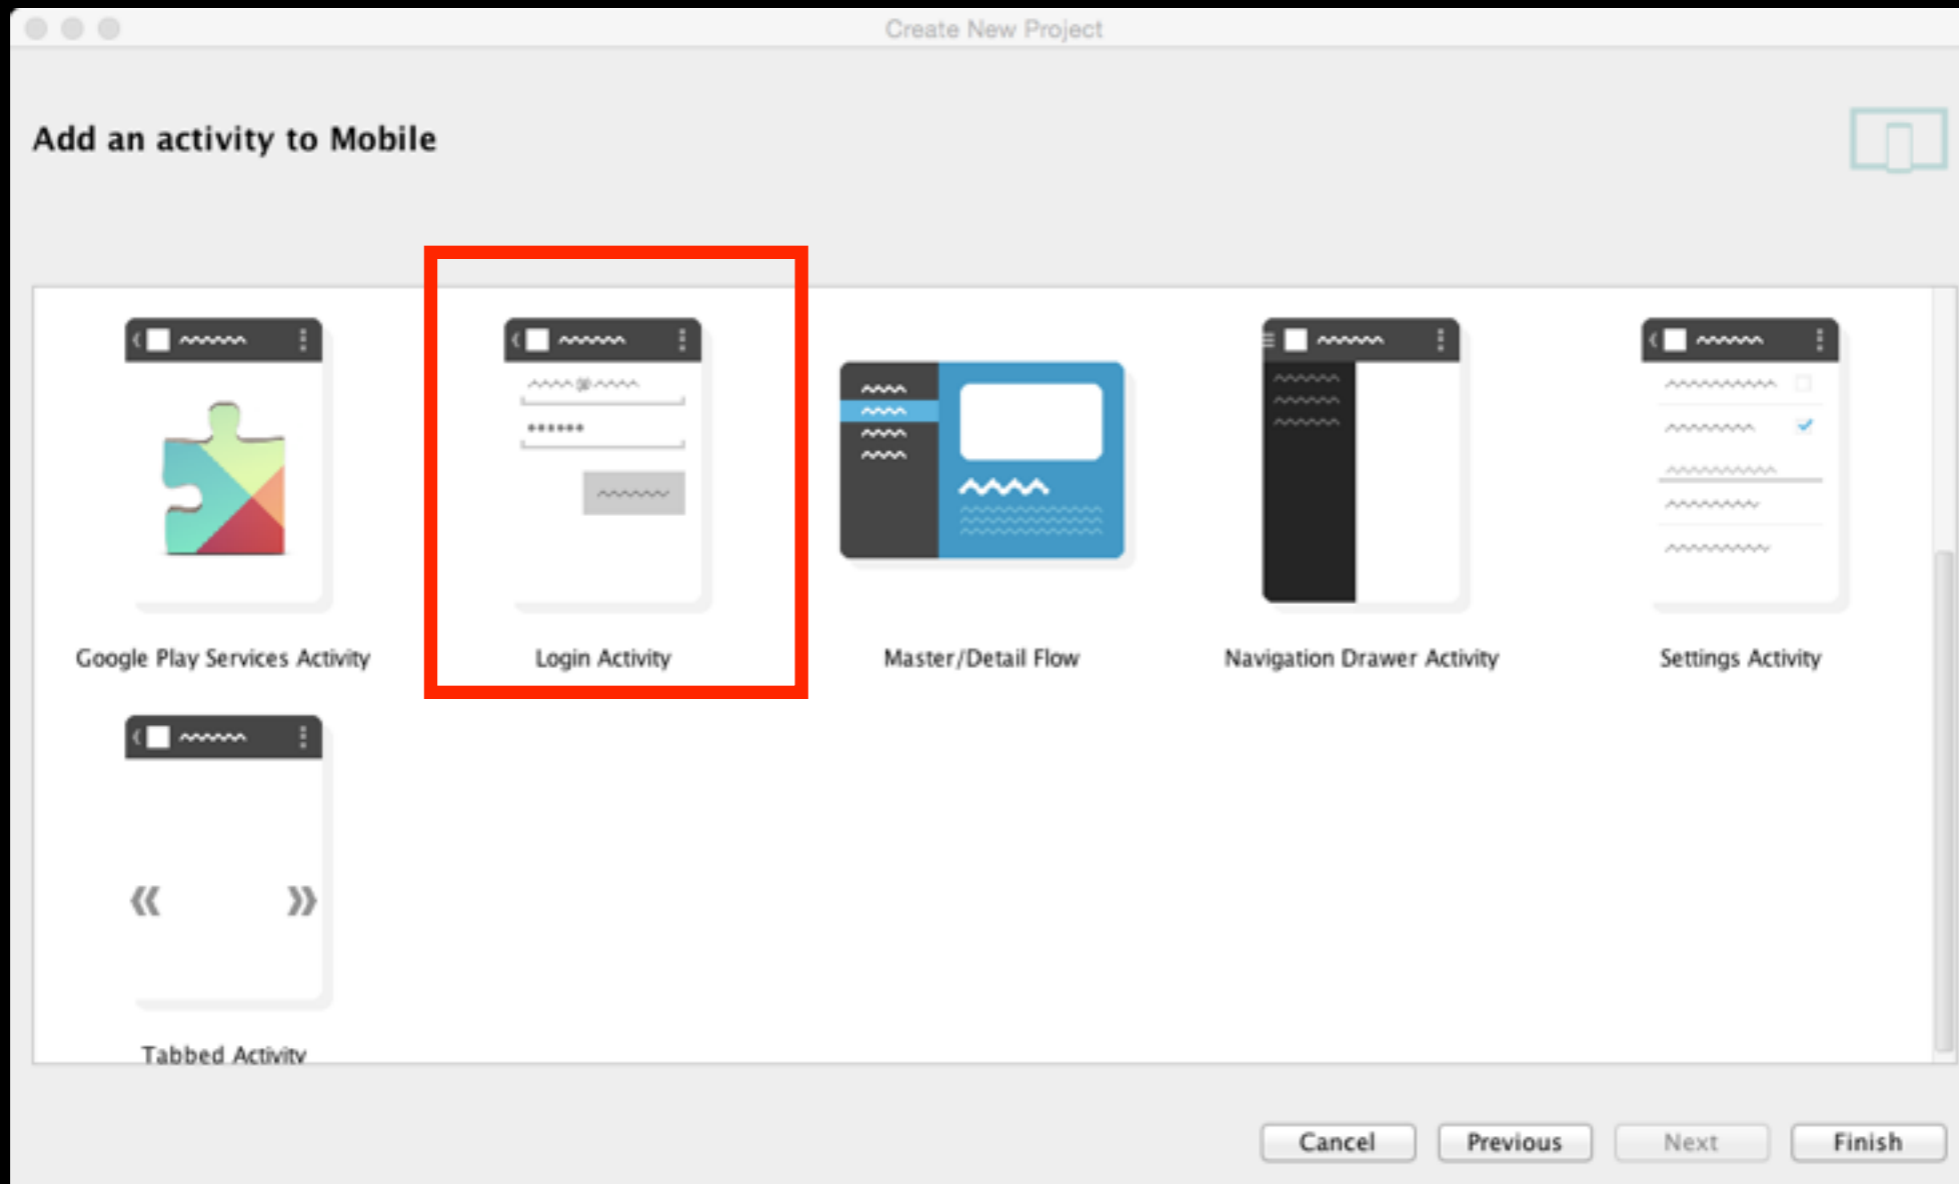 Create New Project
Add an activity to Mobile
******
Google Play Services Activity
Login Activity
Master/Detail Flow
Navigation Drawer Activity
Settings Activity
Tabbed Activity
Cancel
Previous
Next
Finish